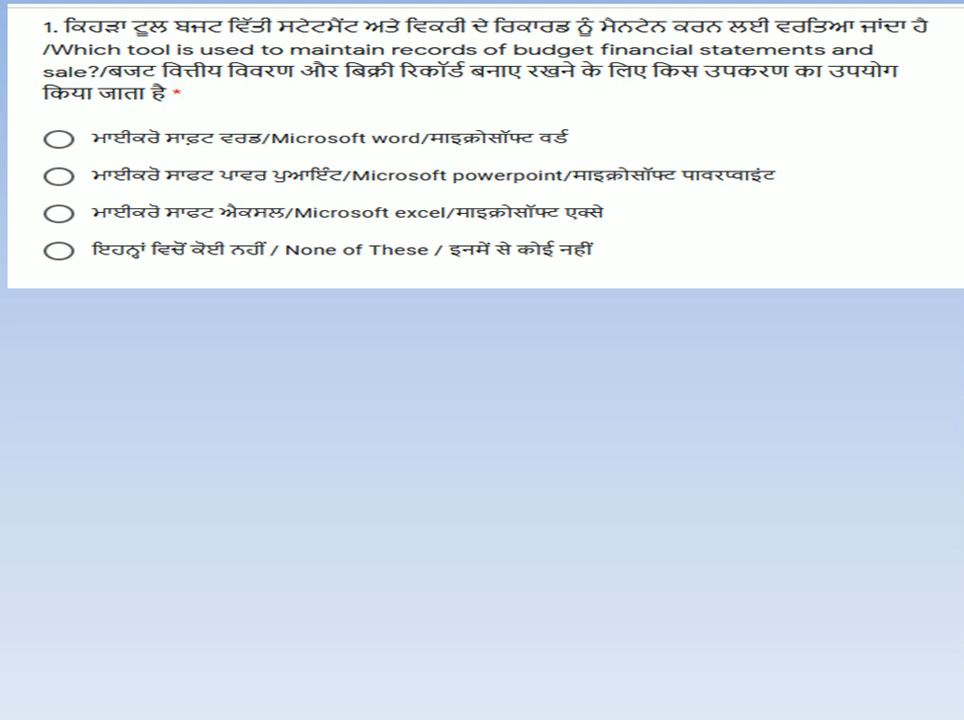 1. ਕਿਹੜਾ ਟੂਲ ਬਜਟ ਵਿੱਤੀ ਸਟੇਟਮੈਂਟ ਅਤੇ ਵਿਕਰੀ ਦੇ ਰਿਕਾਰਡ ਨੂੰ ਮੈਨਟੇਨ ਕਰਨ ਲਈ ਵਰਤਿਆ ਜਾਂਦਾ ਹੈ
/Which tool is used to maintain records of budget financial statements and
sale?/बजट वित्तीय विवरण और बिक्री रिकॉर्ड बनाए रखने के लिए किस उपकरण का उपयोग
किया जाता है *
ਮਾਈਕਰੋ ਸਾਫ਼ਟ ਵਰਡ/Microsoft word/माइक्रोसॉफ्ट वर्ड
ਮਾਈਕਰੋ ਸਾਫਟ ਪਾਵਰ ਪੁਆਇੰਟ/Microsoft powerpoint/माइक्रोसॉफ्ट पावरप्वाइंट
ਮਾਈਕਰੋ ਸਾਫਟ ਐਕਸਲ/Microsoft excel/माइक्रोसॉफ्ट एक्से
ਇਹਨ੍ਹਾਂ ਵਿਚੋਂ ਕੋਈ ਨਹੀਂ / None of These / इनमें से कोई नहीं